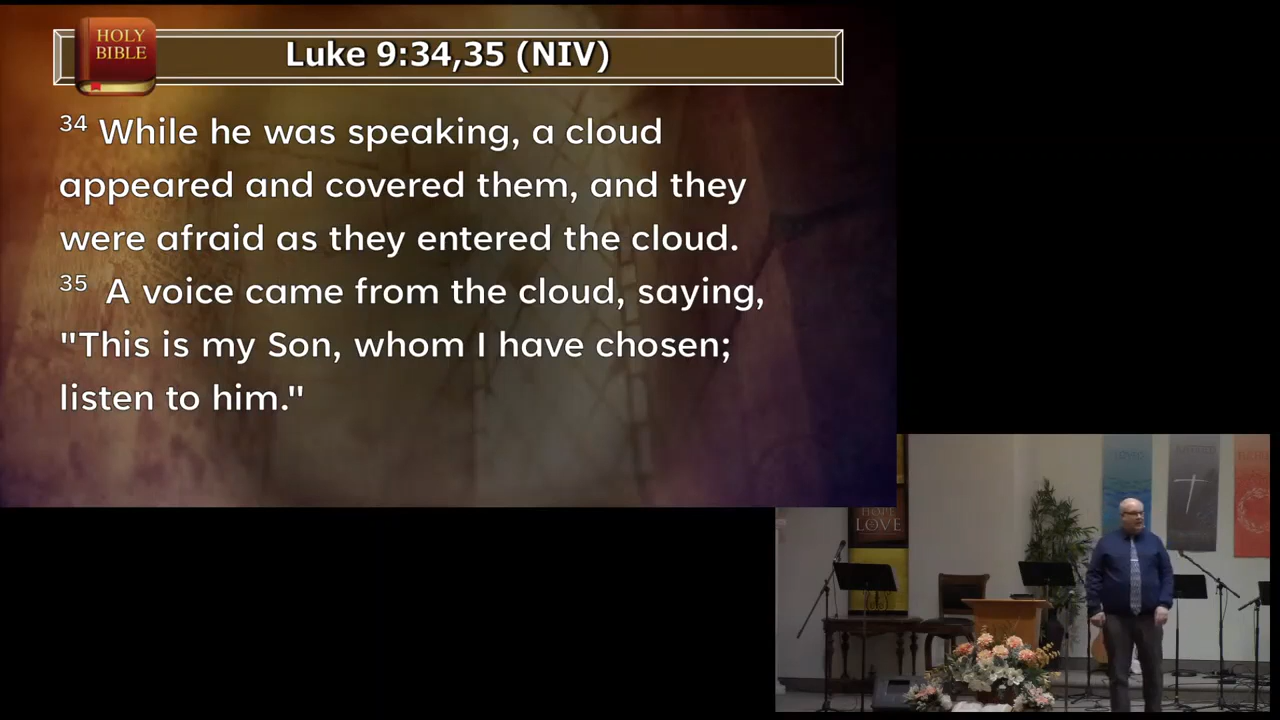 HOLY
BIBLE
Luke 9:34,35 (NIV)
34 While he was speaking, a cloud
appeared and covered them, and they
were afraid as they entered the cloud.
35 A voice came from the cloud, saying,
"This is my Son, whom I have chosen;
listen to him."
HOPE
LOVE